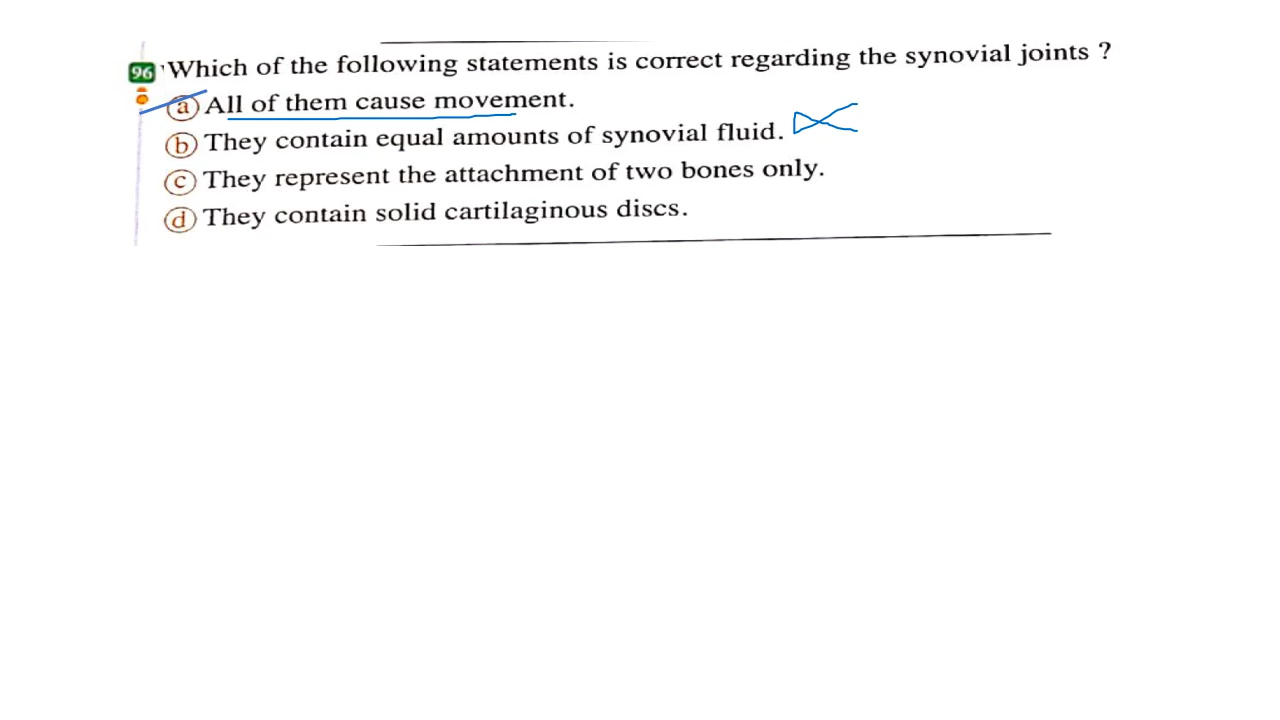 96 Which of the following statements is correct regarding the synovial joints ?
a All of them cause movement.
b They contain equal amounts of synovial fluid.
c They represent the attachment of two bones only.
d They contain solid cartilaginous discs.